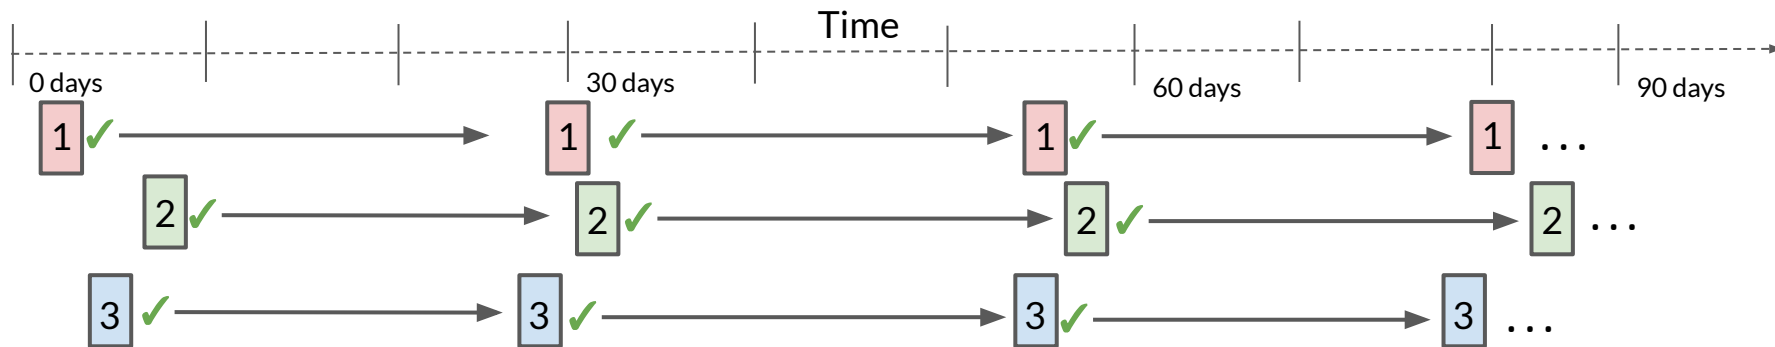 Time
0 days 30 days 60 days 90 days
1 ✓ 1 ✓ 1 ✓ 1 ...
2 ✓ 2 ✓ 2 ✓ 2 ...
3 ✓ 3 ✓ 3 ✓ 3 ...